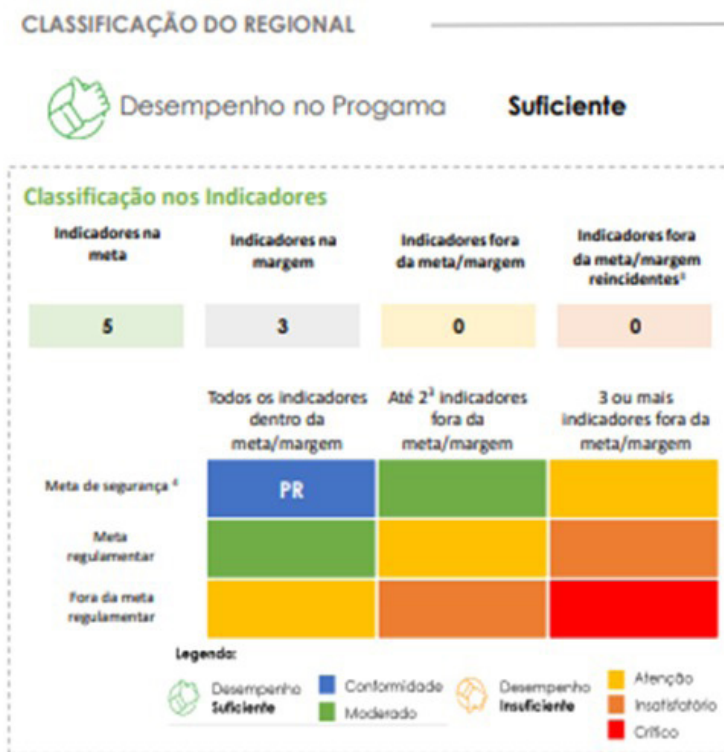 CLASSIFICAÇÃO DO REGIONAL
Desempenho no Progama Suficiente
Classificação nos Indicadores
Indicadores na
meta
Indicadores na
margem
Indicadores fora
da meta/margem
Indicadores fora
da meta/margem
reincidentes³
5 3 0 0
Todos os indicadores
dentro da
meta/margem
Até 2³ indicadores
fora da
meta/margem
3 ou mais
indicadores fora da
meta/margem
Meta de segurança ⁴
PR
Meta
regulamentar
Fora da meta
regulamentar
Legenda:
Desempenho
Suficiente
Conformidade
Moderado
Desempenho
Insuficiente
Atenção
Insatisfatório
Crítico